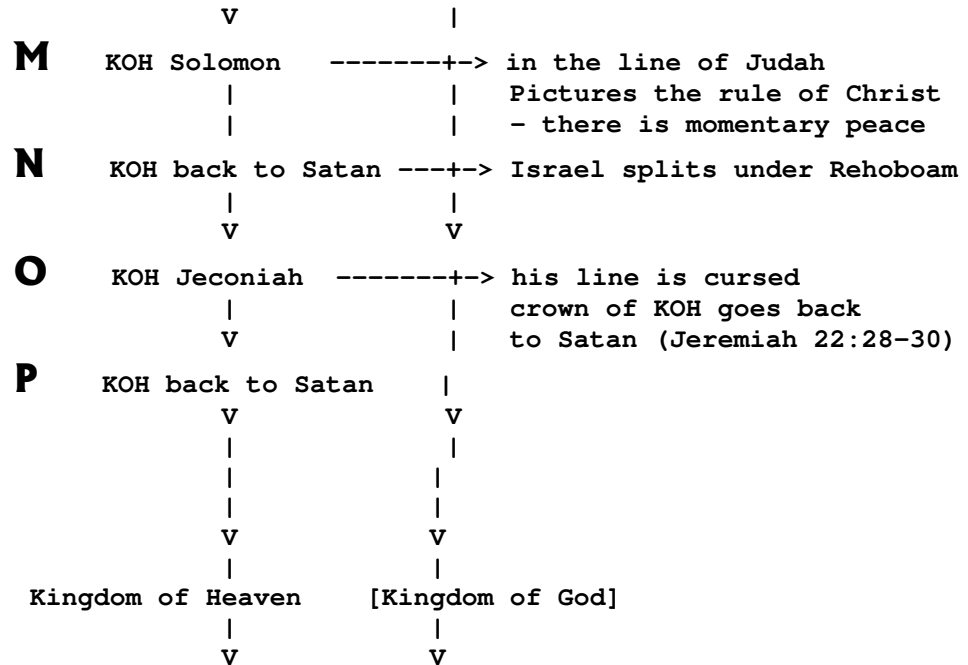 V |
M KOH Solomon -------+-> in the line of Judah
| | Pictures the rule of Christ
| | - there is momentary peace
N KOH back to Satan ---+-> Israel splits under Rehoboam
| |
V V
O KOH Jeconiah -------+-> his line is cursed
| | crown of KOH goes back
V | to Satan (Jeremiah 22:28-30)
P KOH back to Satan |
V V
| |
| |
| |
V V
| |
Kingdom of Heaven [Kingdom of God]
| |
V V